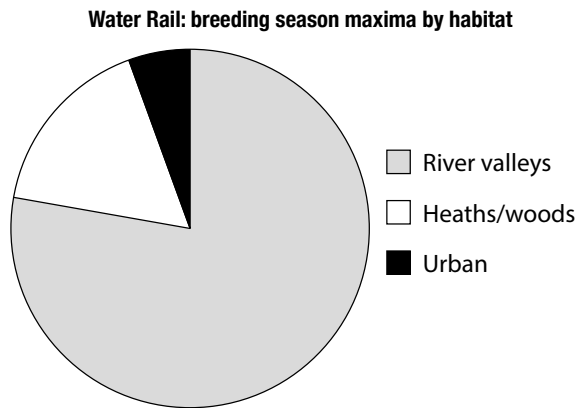 Water Rail: breeding season maxima by habitat
River valleys
Heaths/woods
Urban